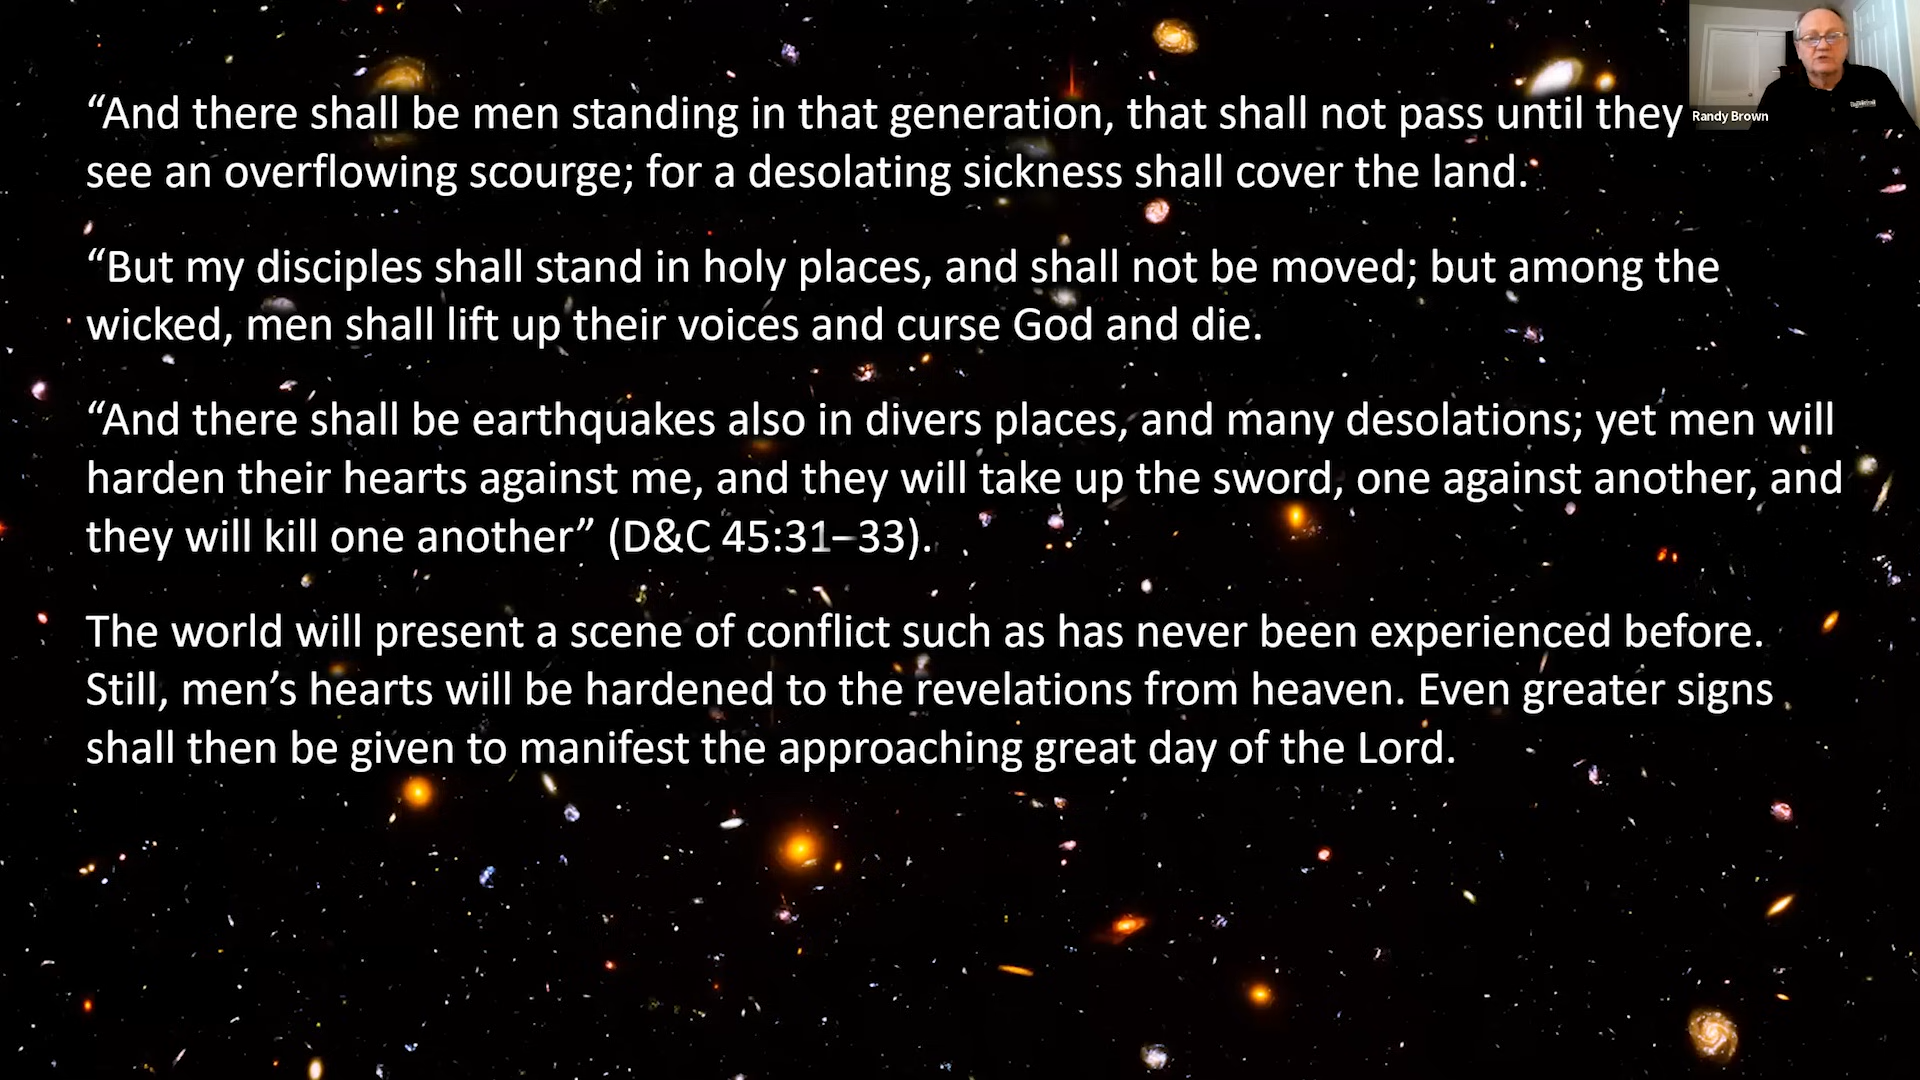 “And there shall be men standing in that generation, that shall not pass until they
see an overflowing scourge; for a desolating sickness shall cover the land.
“But my disciples shall stand in holy places, and shall not be moved; but among the
wicked, men shall lift up their voices and curse God and die.
“And there shall be earthquakes also in divers places, and many desolations; yet men will
harden their hearts against me, and they will take up the sword, one against another, and
they will kill one another” (D&C 45:31–33).
The world will present a scene of conflict such as has never been experienced before.
Still, men’s hearts will be hardened to the revelations from heaven. Even greater signs
shall then be given to manifest the approaching great day of the Lord.
Randy Brown